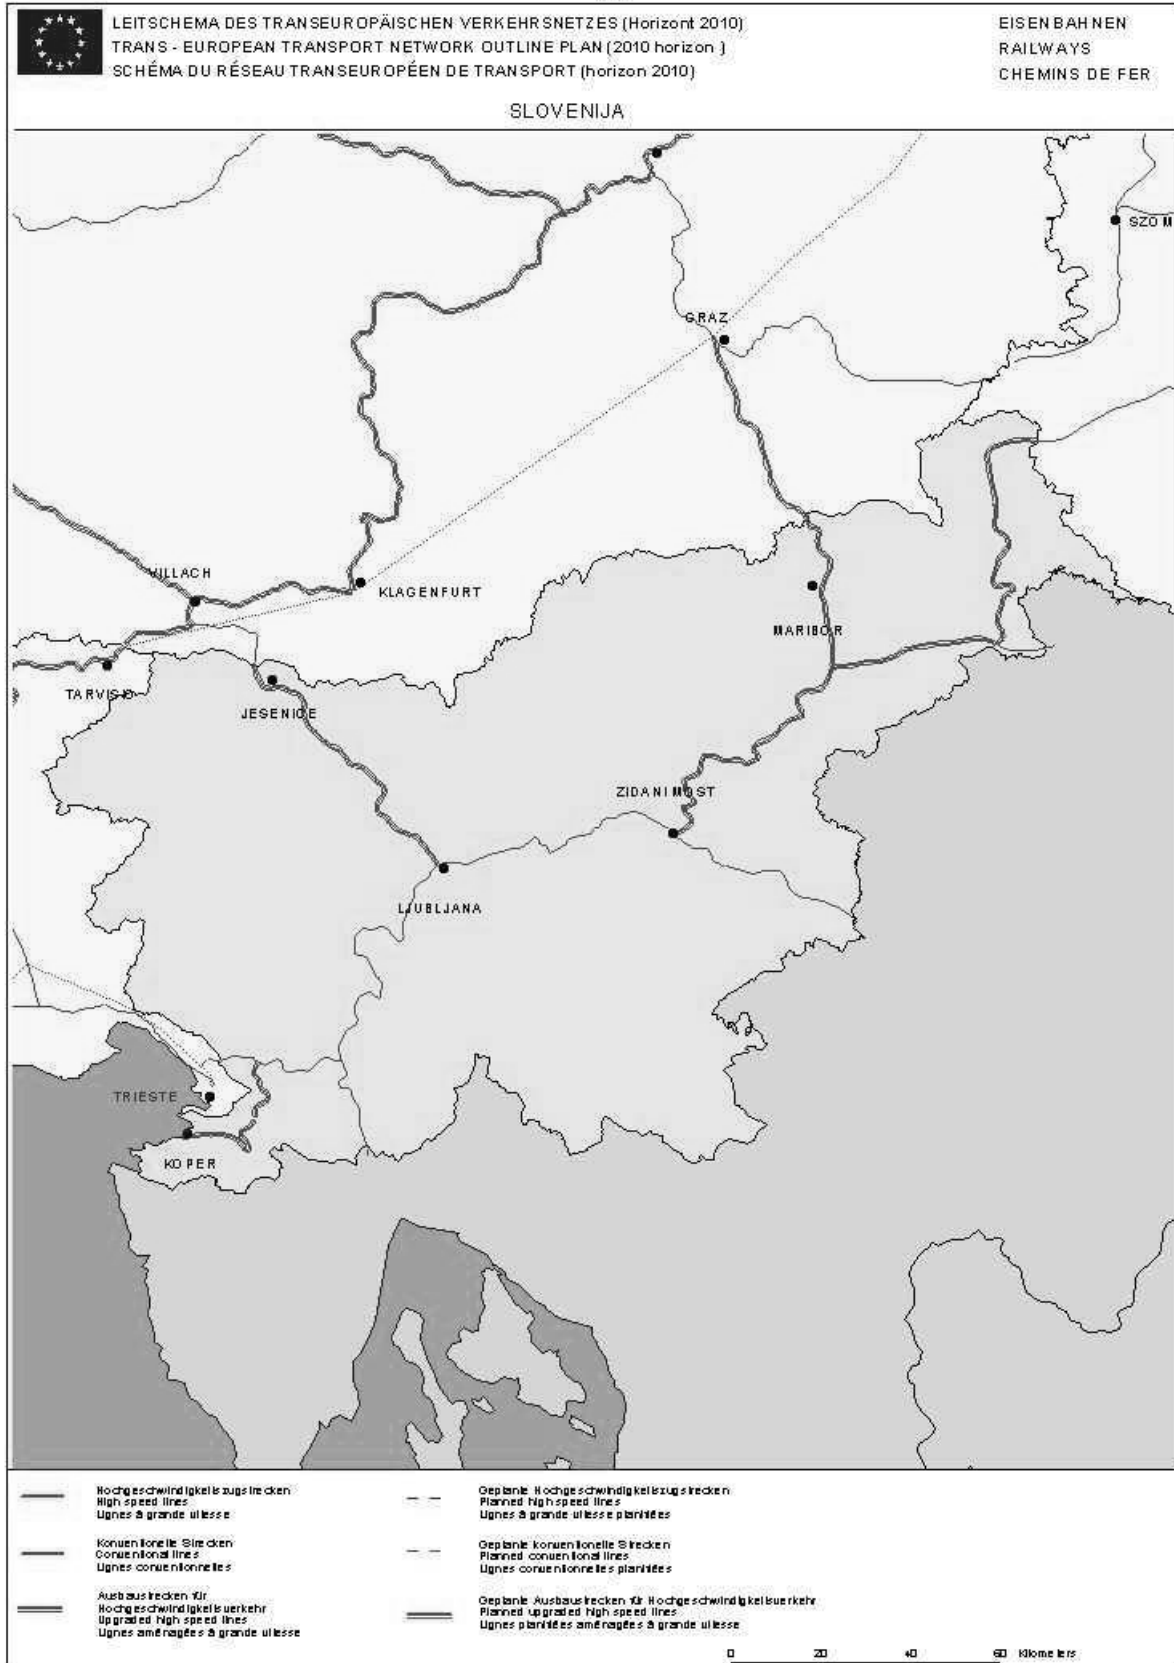 LEITSCHEMA DES TRANSEUROPÄISCHEN VERKEHRSNETZES (Horizont 2010)
TRANS - EUROPEAN TRANSPORT NETWORK OUTLINE PLAN (2010 horizon )
SCHÉMA DU RÉSEAU TRANSEUROPÉEN DE TRANSPORT (horizon 2010)
EISENBAHNEN
RAILWAYS
CHEMINS DE FER
SLOVENIJA
SZOM
GRAZ
VILLACH
KLAGENFURT
MARIBOR
TARVISIO
JESENICE
ZIDANI MOST
LJUBLJANA
TRIESTE
KOPER
Hochgeschwindigkeitszugstrecken
High speed lines
Lignes à grande vitesse
Konventionelle Strecken
Conventional lines
Lignes conventionnelles
Ausbaustrecken für
Hochgeschwindigkeitsverkehr
Upgraded high speed lines
Lignes aménagées à grande vitesse
Geplante Hochgeschwindigkeitszugstrecken
Planned high speed lines
Lignes à grande vitesse planifiées
Geplante konventionelle Strecken
Planned conventional lines
Lignes conventionnelles planifiées
Geplante Ausbaustrecken für Hochgeschwindigkeitsverkehr
Planned upgraded high speed lines
Lignes planifiées aménagées à grande vitesse
0 20 40 60 Kilometers